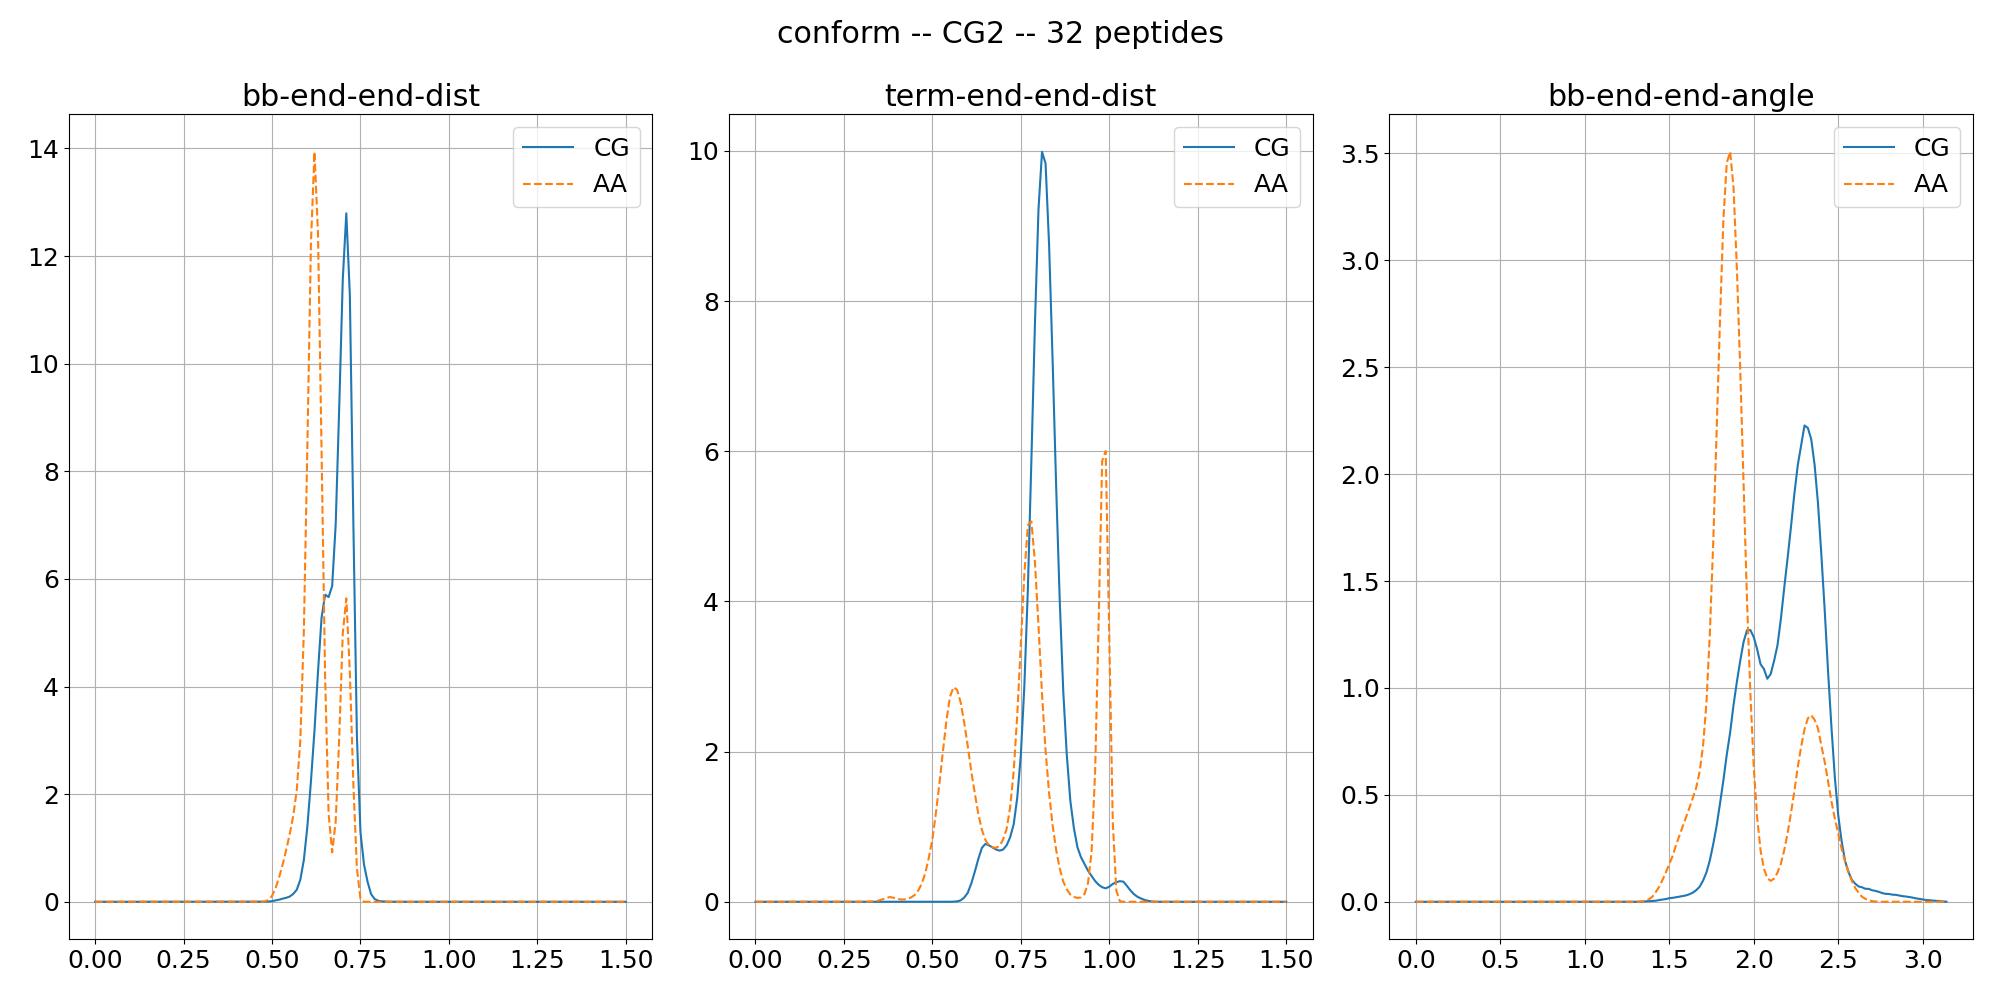 conform -- CG2 -- 32 peptides
bb-end-end-dist
CG
AA
14
12
10
8
6
4
2
0
0.00 0.25 0.50 0.75 1.00 1.25 1.50
term-end-end-dist
CG
AA
10
8
6
4
2
0
0.00 0.25 0.50 0.75 1.00 1.25 1.50
bb-end-end-angle
CG
AA
3.5
3.0
2.5
2.0
1.5
1.0
0.5
0.0
0.0 0.5 1.0 1.5 2.0 2.5 3.0